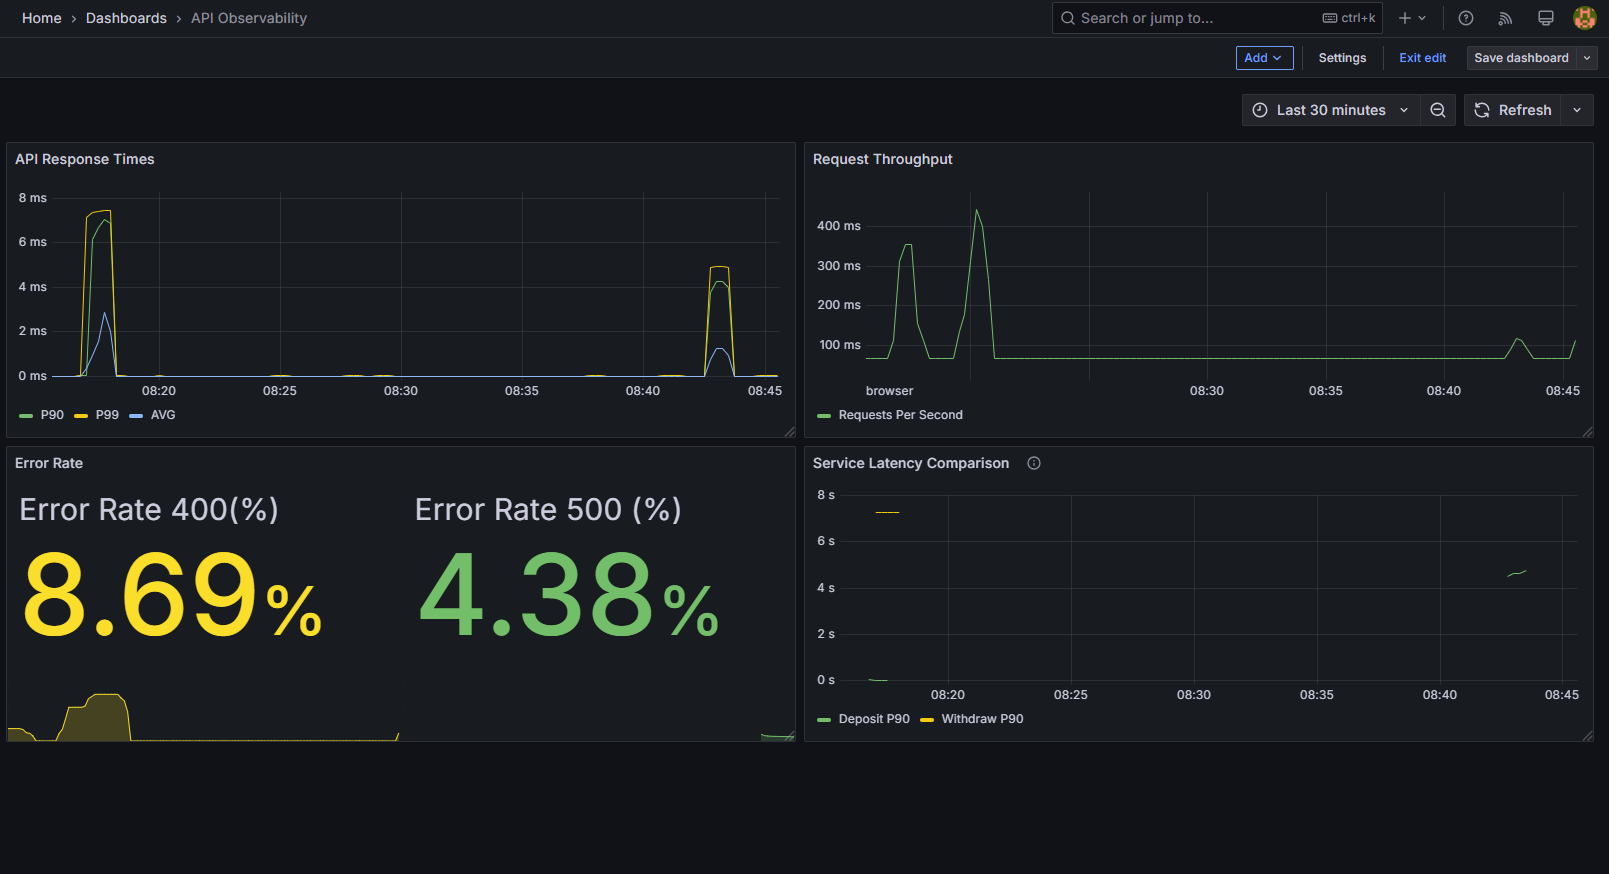 Home › Dashboards › API Observability
Search or jump to...
ctrl+k
Add
Settings
Exit edit
Save dashboard
Last 30 minutes
Refresh
API Response Times
8 ms
6 ms
4 ms
2 ms
0 ms
08:20 08:25 08:30 08:35 08:40 08:45
P90 P99 AVG
Request Throughput
400 ms
300 ms
200 ms
100 ms
browser 08:30 08:35 08:40 08:45
Requests Per Second
Error Rate
Error Rate 400(%)
8.69%
Error Rate 500 (%)
4.38%
Service Latency Comparison
8 s
6 s
4 s
2 s
0 s
08:20 08:25 08:30 08:35 08:40 08:45
Deposit P90 Withdraw P90